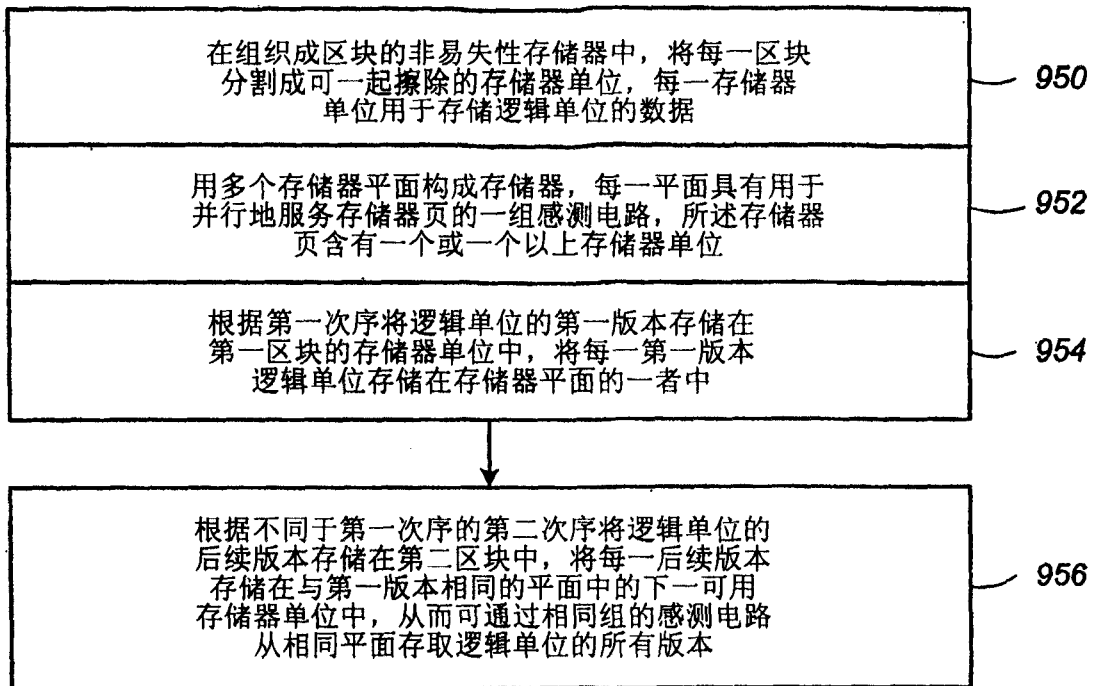 在组织成区块的非易失性存储器中，将每一区块
分割成可一起擦除的存储器单位，每一存储器
单位用于存储逻辑单位的数据
950
用多个存储器平面构成存储器，每一平面具有用于
并行地服务存储器页的一组感测电路，所述存储器
页含有一个或一个以上存储器单位
952
根据第一次序将逻辑单位的第一版本存储在
第一区块的存储器单位中，将每一第一版本
逻辑单位存储在存储器平面的一者中
954
根据不同于第一次序的第二次序将逻辑单位的
后续版本存储在第二区块中，将每一后续版本
存储在与第一版本相同的平面中的下一可用
存储器单位中，从而可通过相同组的感测电路
从相同平面存取逻辑单位的所有版本
956